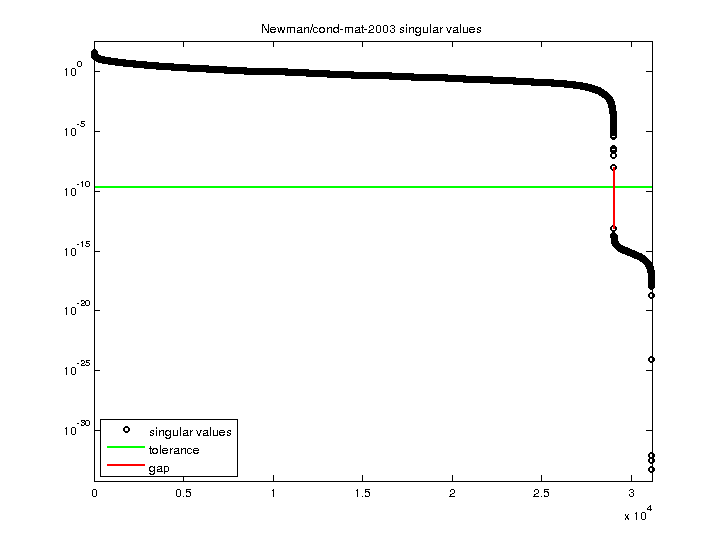 Newman/cond-mat-2003 singular values
10^0
10^-5
10^-10
10^-15
10^-20
10^-25
10^-30
singular values
tolerance
gap
0 0.5 1 1.5 2 2.5 3
x 10^4